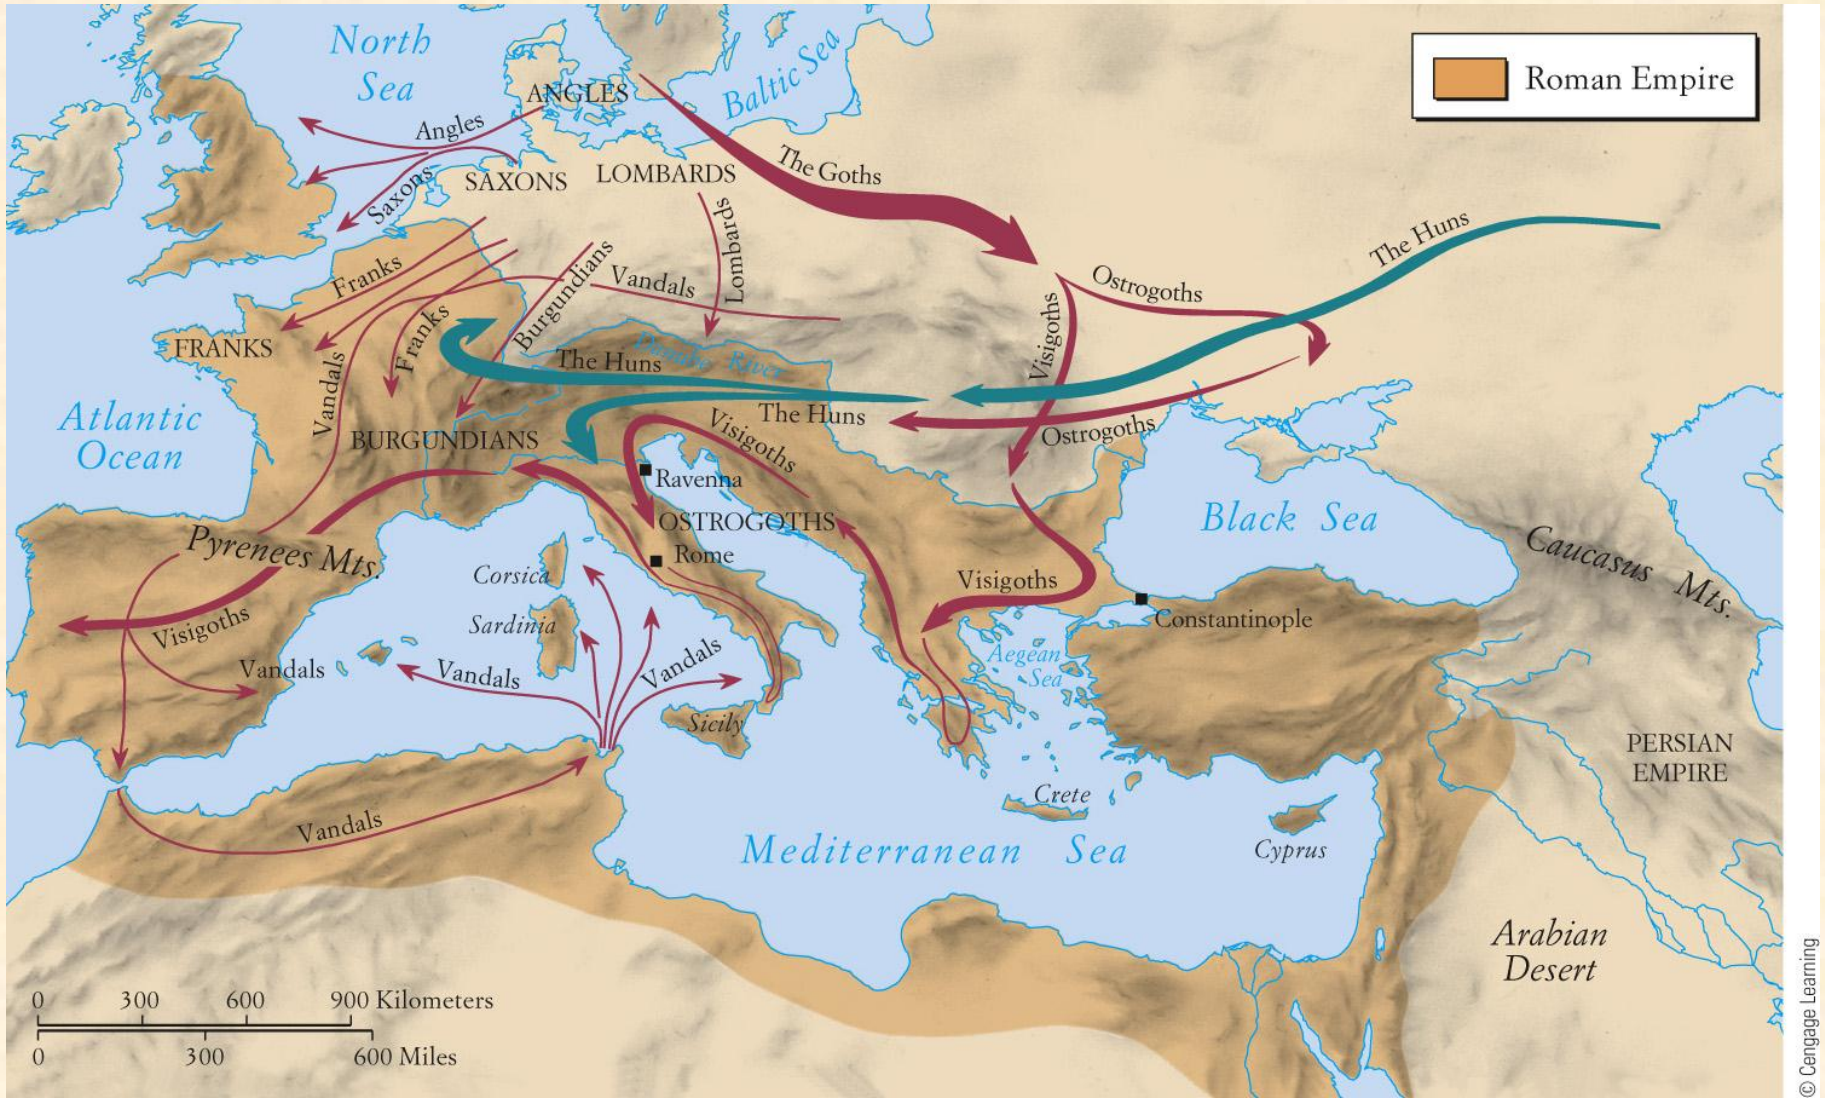 North
Sea
Baltic Sea
Roman Empire
ANGLES
Angles
The Goths
Saxons
SAXONS
LOMBARDS
Lombards
The Huns
Franks
Burgundians
Vandals
Ostrogoths
Visigoths
FRANKS
Vandals
Franks
The Huns
Danube River
Atlantic
Ocean
BURGUNDIANS
The Huns
Visigoths
Ostrogoths
Ravenna
OSTROGOTHS
Rome
Black Sea
Caucasus Mts.
Pyrenees Mts.
Corsica
Visigoths
Constantinople
Sardinia
Visigoths
Vandals
Vandals
Vandals
Aegean
Sea
Sicily
PERSIAN
EMPIRE
Crete
Vandals
Mediterranean Sea
Cyprus
Arabian
Desert
0 300 600 900 Kilometers
0 300 600 Miles
© Cengage Learning